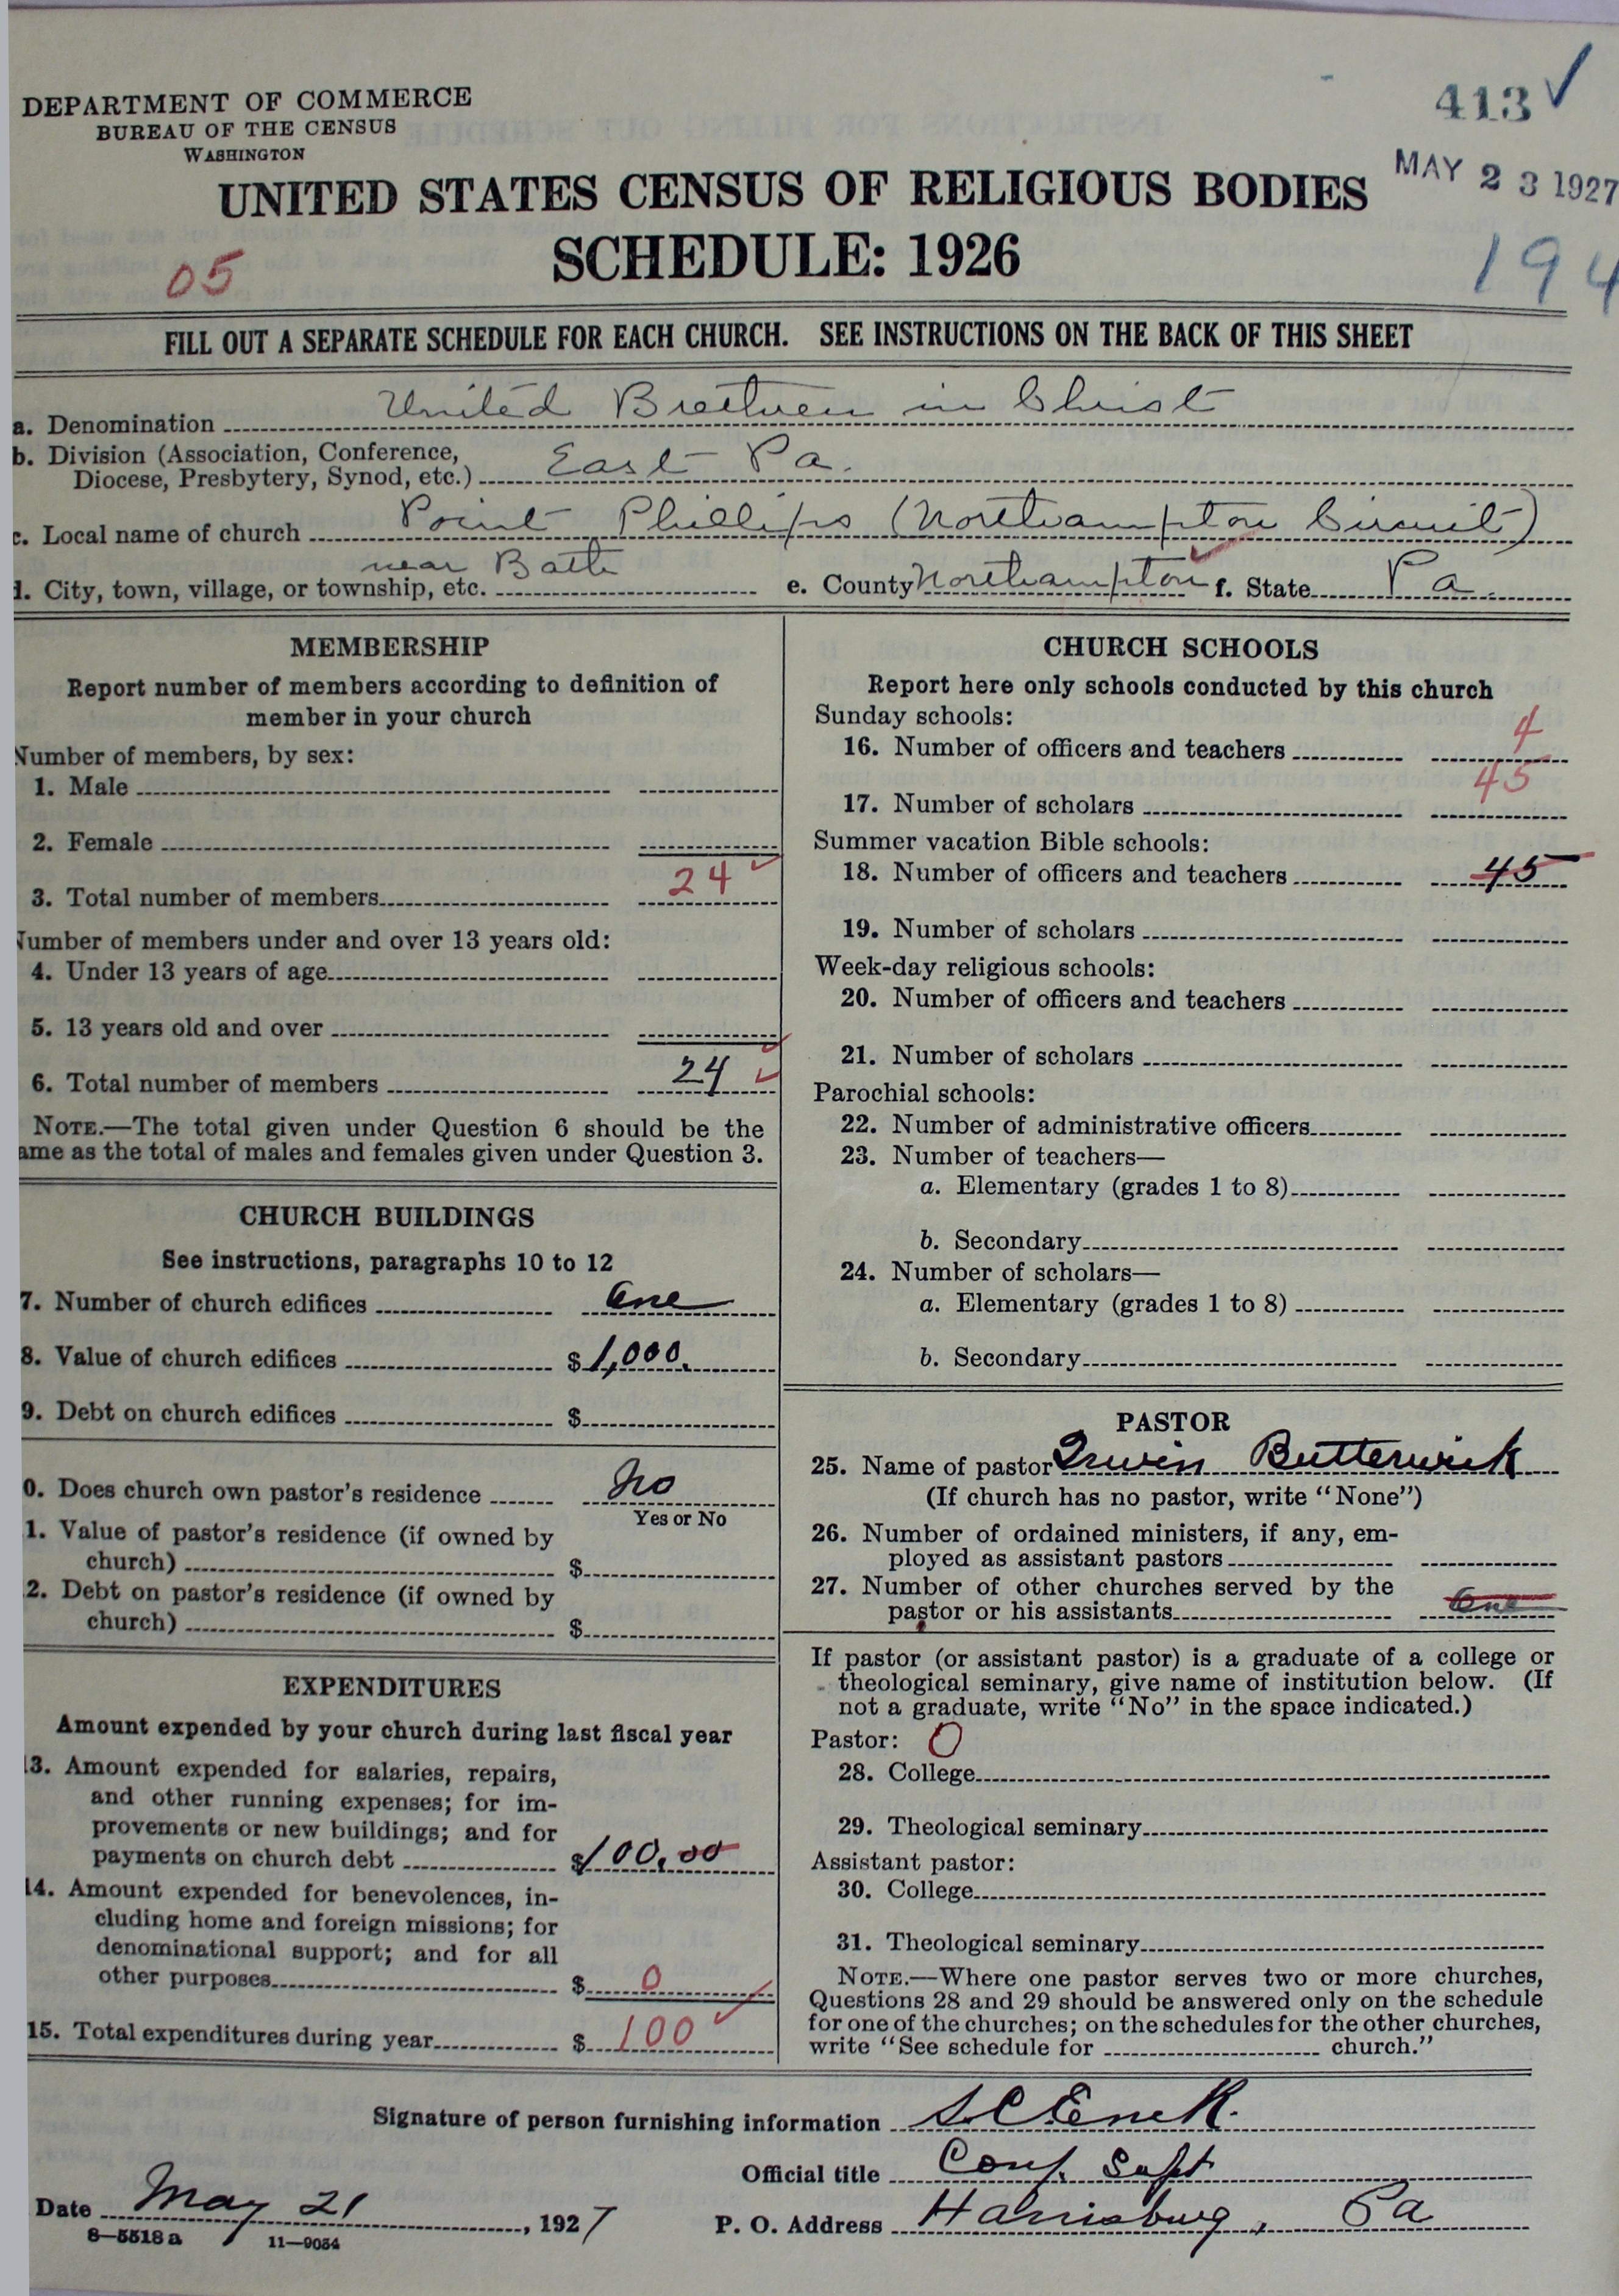 413 ✓
DEPARTMENT OF COMMERCE
BUREAU OF THE CENSUS
WASHINGTON
MAY 23 1927
UNITED STATES CENSUS OF RELIGIOUS BODIES
SCHEDULE: 1926
05
194
FILL OUT A SEPARATE SCHEDULE FOR EACH CHURCH. SEE INSTRUCTIONS ON THE BACK OF THIS SHEET
a. Denomination United Brethren in Christ
b. Division (Association, Conference,
Diocese, Presbytery, Synod, etc.) East Pa.
c. Local name of church Point Phillips (Northampton Circuit)
d. City, town, village, or township, etc. near Bath e. County Northampton f. State Pa.
MEMBERSHIP
Report number of members according to definition of
member in your church
Number of members, by sex:
1. Male
2. Female
3. Total number of members 24
Number of members under and over 13 years old:
4. Under 13 years of age
5. 13 years old and over
6. Total number of members 24
NOTE.—The total given under Question 6 should be the
ame as the total of males and females given under Question 3.
CHURCH BUILDINGS
See instructions, paragraphs 10 to 12
7. Number of church edifices One
8. Value of church edifices $1,000.
9. Debt on church edifices $
0. Does church own pastor's residence No
Yes or No
1. Value of pastor's residence (if owned by
church) $
2. Debt on pastor's residence (if owned by
church) $
EXPENDITURES
Amount expended by your church during last fiscal year
13. Amount expended for salaries, repairs,
and other running expenses; for im-
provements or new buildings; and for
payments on church debt $100.00
14. Amount expended for benevolences, in-
cluding home and foreign missions; for
denominational support; and for all
other purposes $ 0
15. Total expenditures during year $ 100
CHURCH SCHOOLS
Report here only schools conducted by this church
Sunday schools:
16. Number of officers and teachers 4
17. Number of scholars 45
Summer vacation Bible schools:
18. Number of officers and teachers 45
19. Number of scholars
Week-day religious schools:
20. Number of officers and teachers
21. Number of scholars
Parochial schools:
22. Number of administrative officers
23. Number of teachers—
a. Elementary (grades 1 to 8)
b. Secondary
24. Number of scholars—
a. Elementary (grades 1 to 8)
b. Secondary
PASTOR
25. Name of pastor Irwin Butterwick
(If church has no pastor, write "None")
26. Number of ordained ministers, if any, em-
ployed as assistant pastors
27. Number of other churches served by the
pastor or his assistants One
If pastor (or assistant pastor) is a graduate of a college or
theological seminary, give name of institution below. (If
not a graduate, write "No" in the space indicated.)
Pastor: 0
28. College
29. Theological seminary
Assistant pastor:
30. College
31. Theological seminary
NOTE.—Where one pastor serves two or more churches,
Questions 28 and 29 should be answered only on the schedule
for one of the churches; on the schedules for the other churches,
write "See schedule for church."
Signature of person furnishing information S.C. Enck.
Official title Conf. Supt.
Date May 21, 1927 P. O. Address Harrisburg, Pa
8—5518 a 11—9054